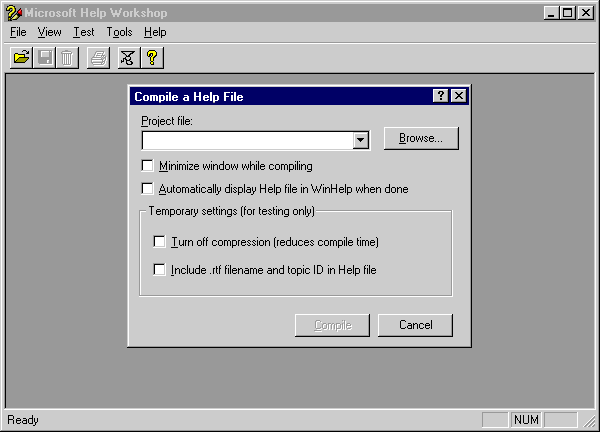 Microsoft Help Workshop
File View Test Tools Help
Compile a Help File
Project file:
Browse...
Minimize window while compiling
Automatically display Help file in WinHelp when done
Temporary settings (for testing only)
Turn off compression (reduces compile time)
Include .rtf filename and topic ID in Help file
Compile Cancel
Ready NUM